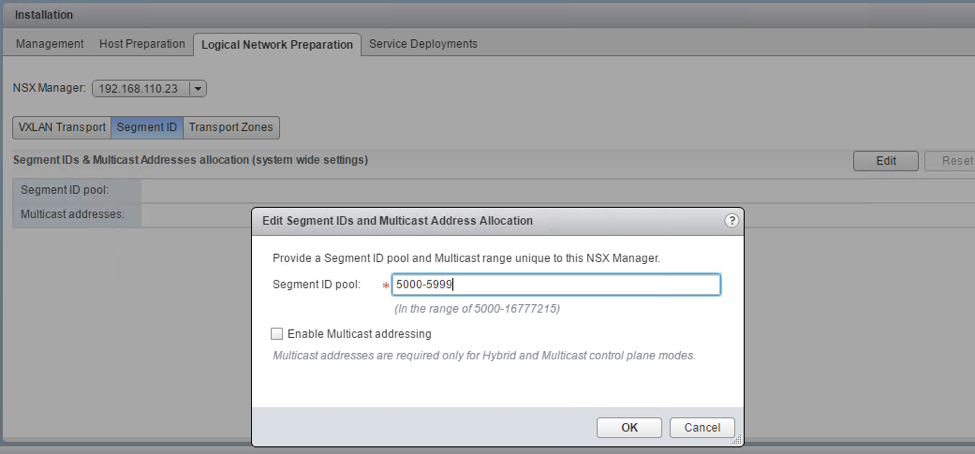 Installation
Management Host Preparation Logical Network Preparation Service Deployments
NSX Manager: 192.168.110.23
VXLAN Transport Segment ID Transport Zones
Segment IDs & Multicast Addresses allocation (system wide settings) Edit Reset
Segment ID pool:
Multicast addresses:
Edit Segment IDs and Multicast Address Allocation ?
Provide a Segment ID pool and Multicast range unique to this NSX Manager.
Segment ID pool: * 5000-5999
(In the range of 5000-16777215)
Enable Multicast addressing
Multicast addresses are required only for Hybrid and Multicast control plane modes.
OK Cancel